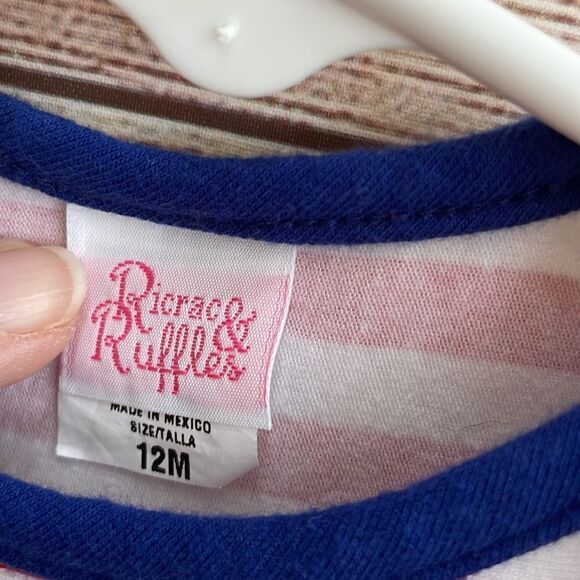 Ricrac &
Ruffles
MADE IN MEXICO
SIZE/TALLA
12M